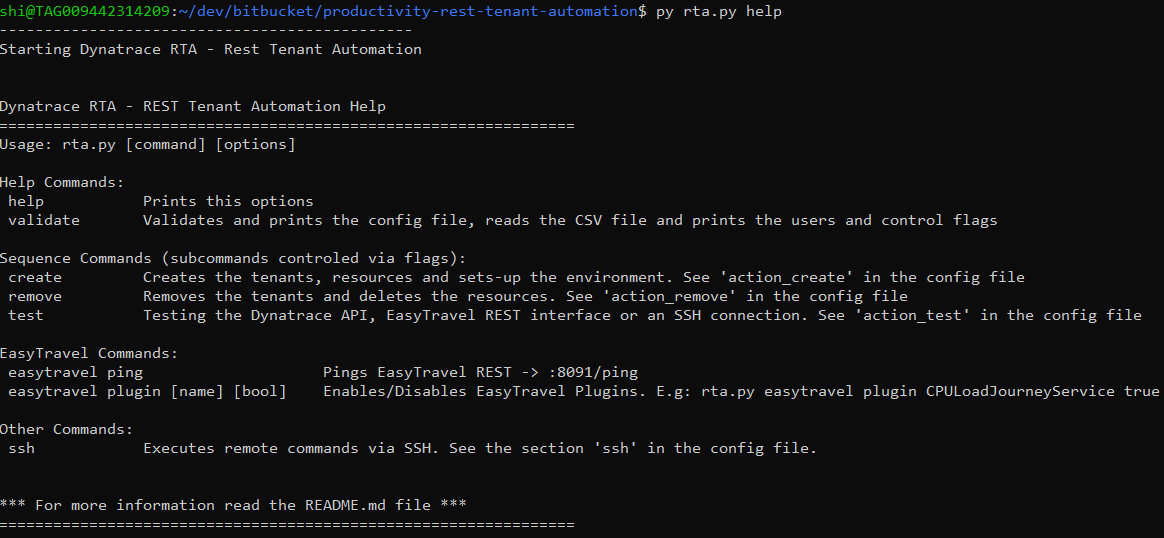 shi@TAG009442314209:~/dev/bitbucket/productivity-rest-tenant-automation$ py rta.py help
----------------------------------------------
Starting Dynatrace RTA - Rest Tenant Automation
Dynatrace RTA - REST Tenant Automation Help
================================================================
Usage: rta.py [command] [options]
Help Commands:
help           Prints this options
validate       Validates and prints the config file, reads the CSV file and prints the users and control flags
Sequence Commands (subcommands controled via flags):
create         Creates the tenants, resources and sets-up the environment. See 'action_create' in the config file
remove         Removes the tenants and deletes the resources. See 'action_remove' in the config file
test           Testing the Dynatrace API, EasyTravel REST interface or an SSH connection. See 'action_test' in the config file
EasyTravel Commands:
easytravel ping                    Pings EasyTravel REST -> :8091/ping
easytravel plugin [name] [bool]    Enables/Disables EasyTravel Plugins. E.g: rta.py easytravel plugin CPULoadJourneyService true
Other Commands:
ssh            Executes remote commands via SSH. See the section 'ssh' in the config file.
*** For more information read the README.md file ***
================================================================